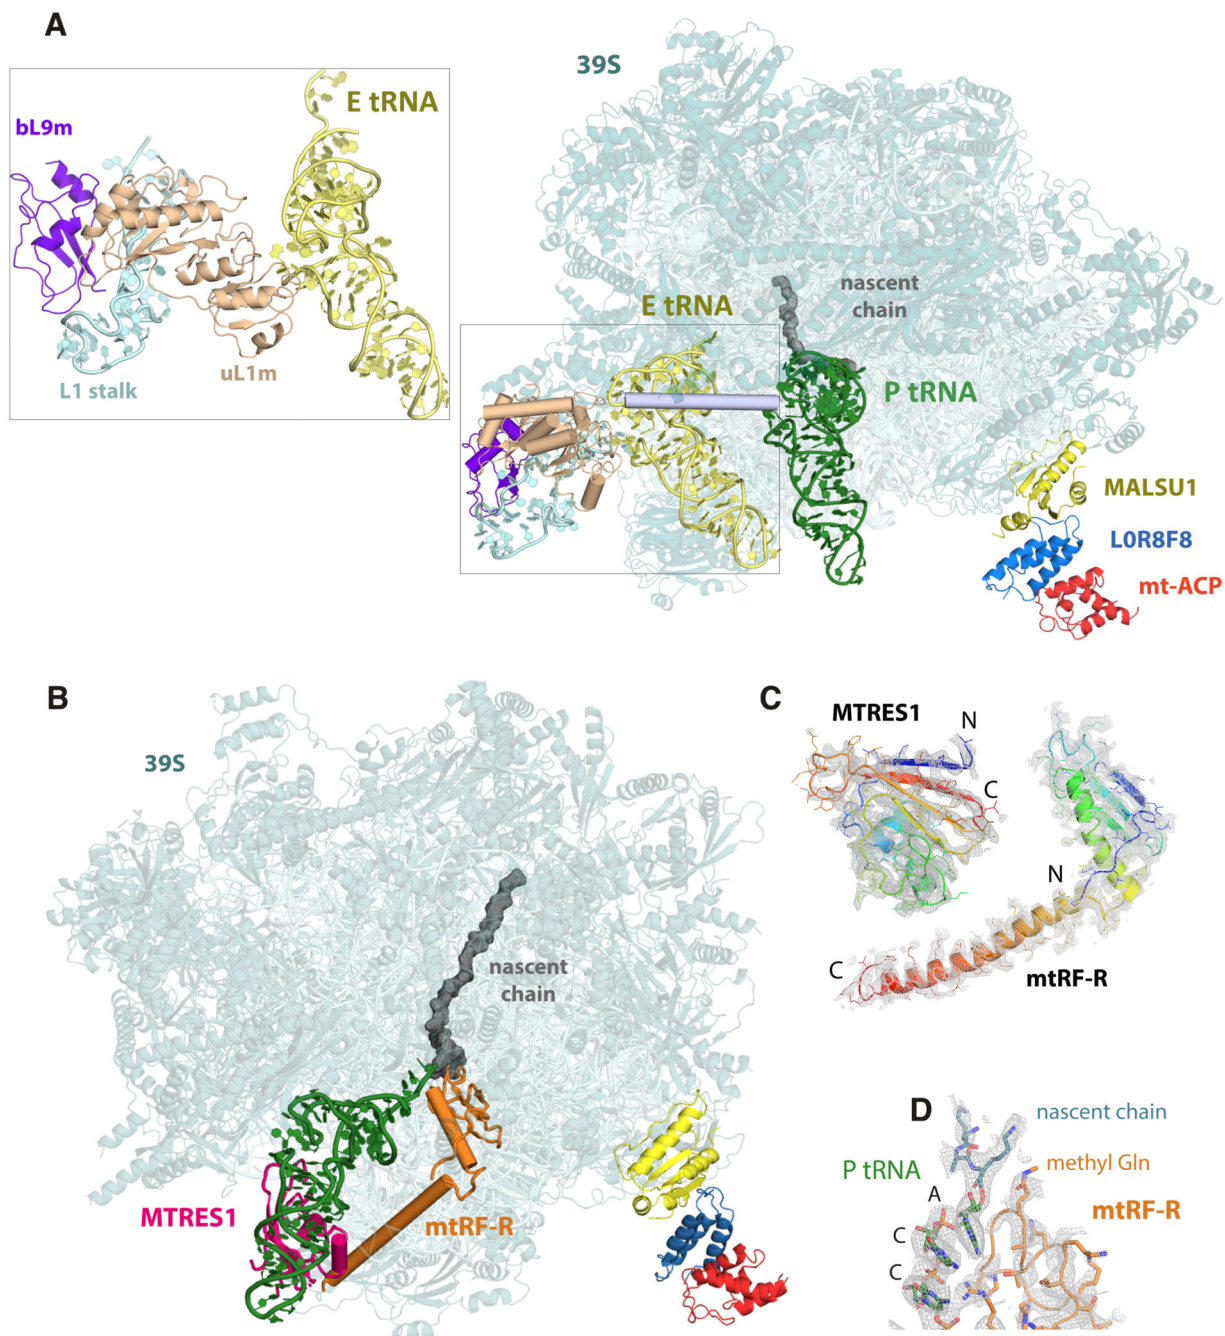 A
39S
bL9m
E tRNA
L1 stalk
uL1m
nascent
chain
E tRNA
P tRNA
MALSU1
L0R8F8
mt-ACP
B
39S
nascent
chain
MTRES1
mtRF-R
C
MTRES1
N
C
N
C
mtRF-R
D
nascent chain
methyl Gln
P tRNA
mtRF-R
A
C
C